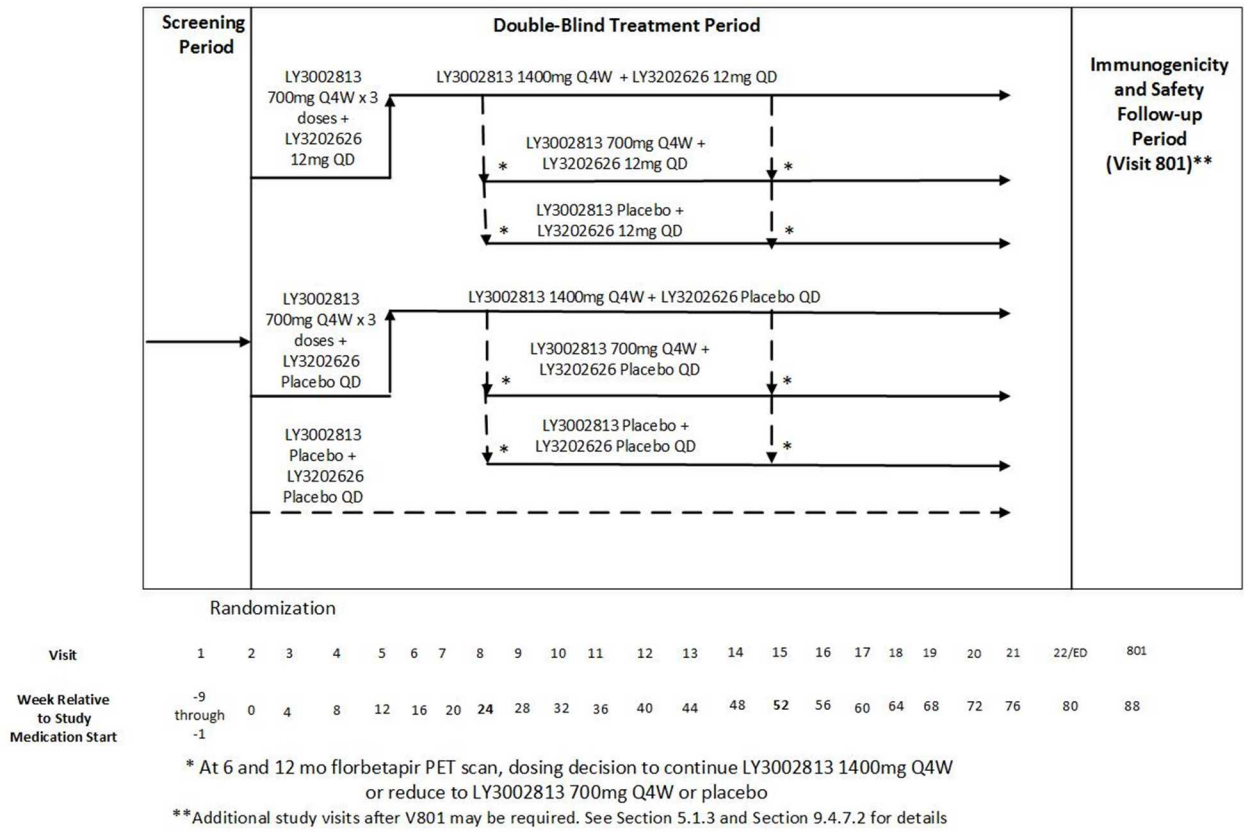 Screening
Period
Double-Blind Treatment Period
Immunogenicity
and Safety
Follow-up
Period
(Visit 801)**
LY3002813
700mg Q4W x 3
doses +
LY3202626
12mg QD
LY3002813 1400mg Q4W + LY3202626 12mg QD
LY3002813 700mg Q4W +
* LY3202626 12mg QD *
LY3002813 Placebo +
* LY3202626 12mg QD *
LY3002813
700mg Q4W x 3
doses +
LY3202626
Placebo QD
LY3002813 1400mg Q4W + LY3202626 Placebo QD
LY3002813 700mg Q4W +
LY3202626 Placebo QD
* *
LY3002813 Placebo +
* LY3202626 Placebo QD *
LY3002813
Placebo +
LY3202626
Placebo QD
Randomization
Visit 1 2 3 4 5 6 7 8 9 10 11 12 13 14 15 16 17 18 19 20 21 22/ED 801
Week Relative
to Study
Medication Start
-9
through
-1
0 4 8 12 16 20 24 28 32 36 40 44 48 52 56 60 64 68 72 76 80 88
* At 6 and 12 mo florbetapir PET scan, dosing decision to continue LY3002813 1400mg Q4W
or reduce to LY3002813 700mg Q4W or placebo
**Additional study visits after V801 may be required. See Section 5.1.3 and Section 9.4.7.2 for details